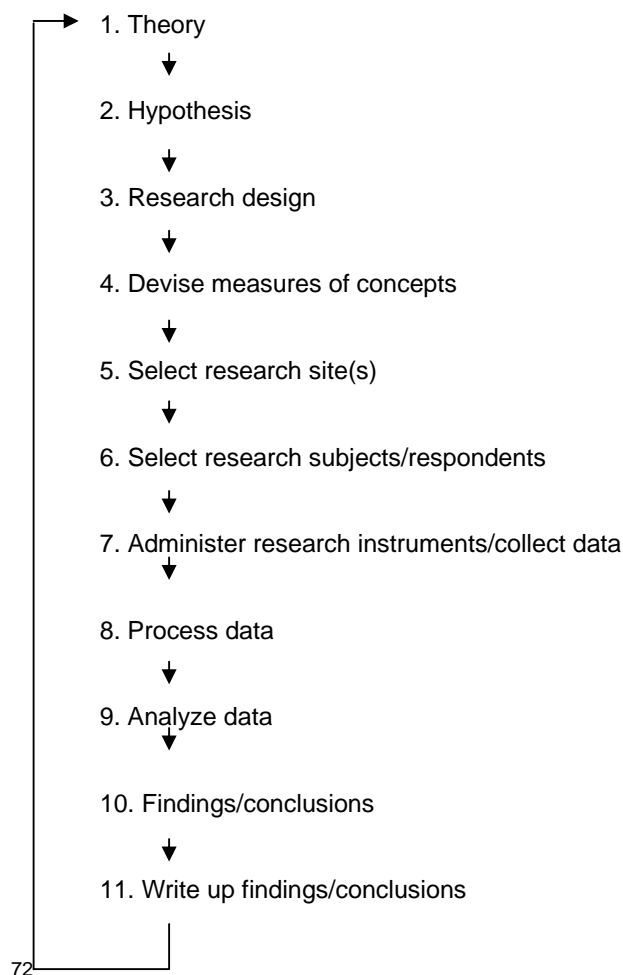 1. Theory
2. Hypothesis
3. Research design
4. Devise measures of concepts
5. Select research site(s)
6. Select research subjects/respondents
7. Administer research instruments/collect data
8. Process data
9. Analyze data
10. Findings/conclusions
11. Write up findings/conclusions
72